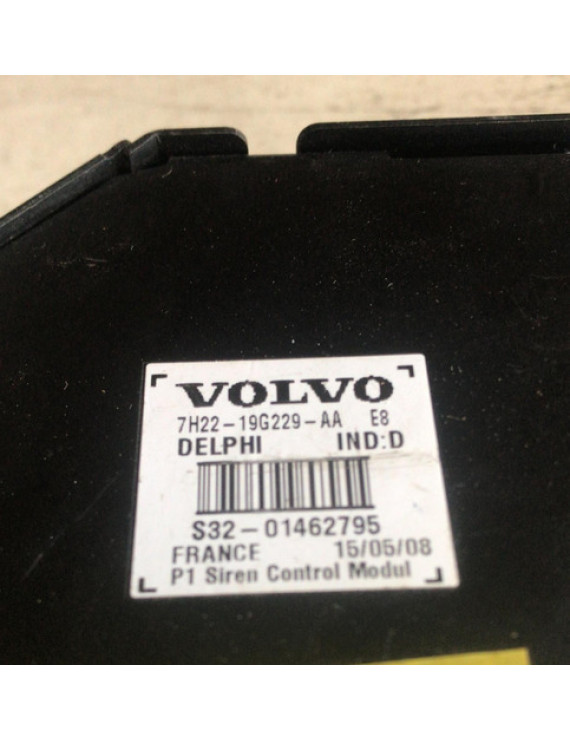 VOLVO
7H22-19G229-AA E8
DELPHI IND:D
S32-01462795
FRANCE 15/05/08
P1 Siren Control Modul